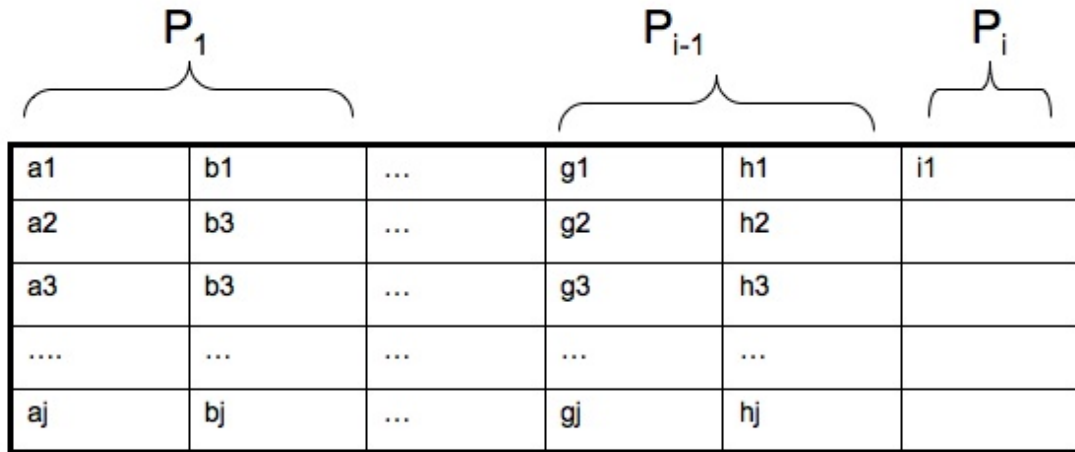 P1 Pi-1 Pi
a1 b1 ... g1 h1 i1
a2 b3 ... g2 h2
a3 b3 ... g3 h3
.... ... ... ... ...
aj bj ... gj hj